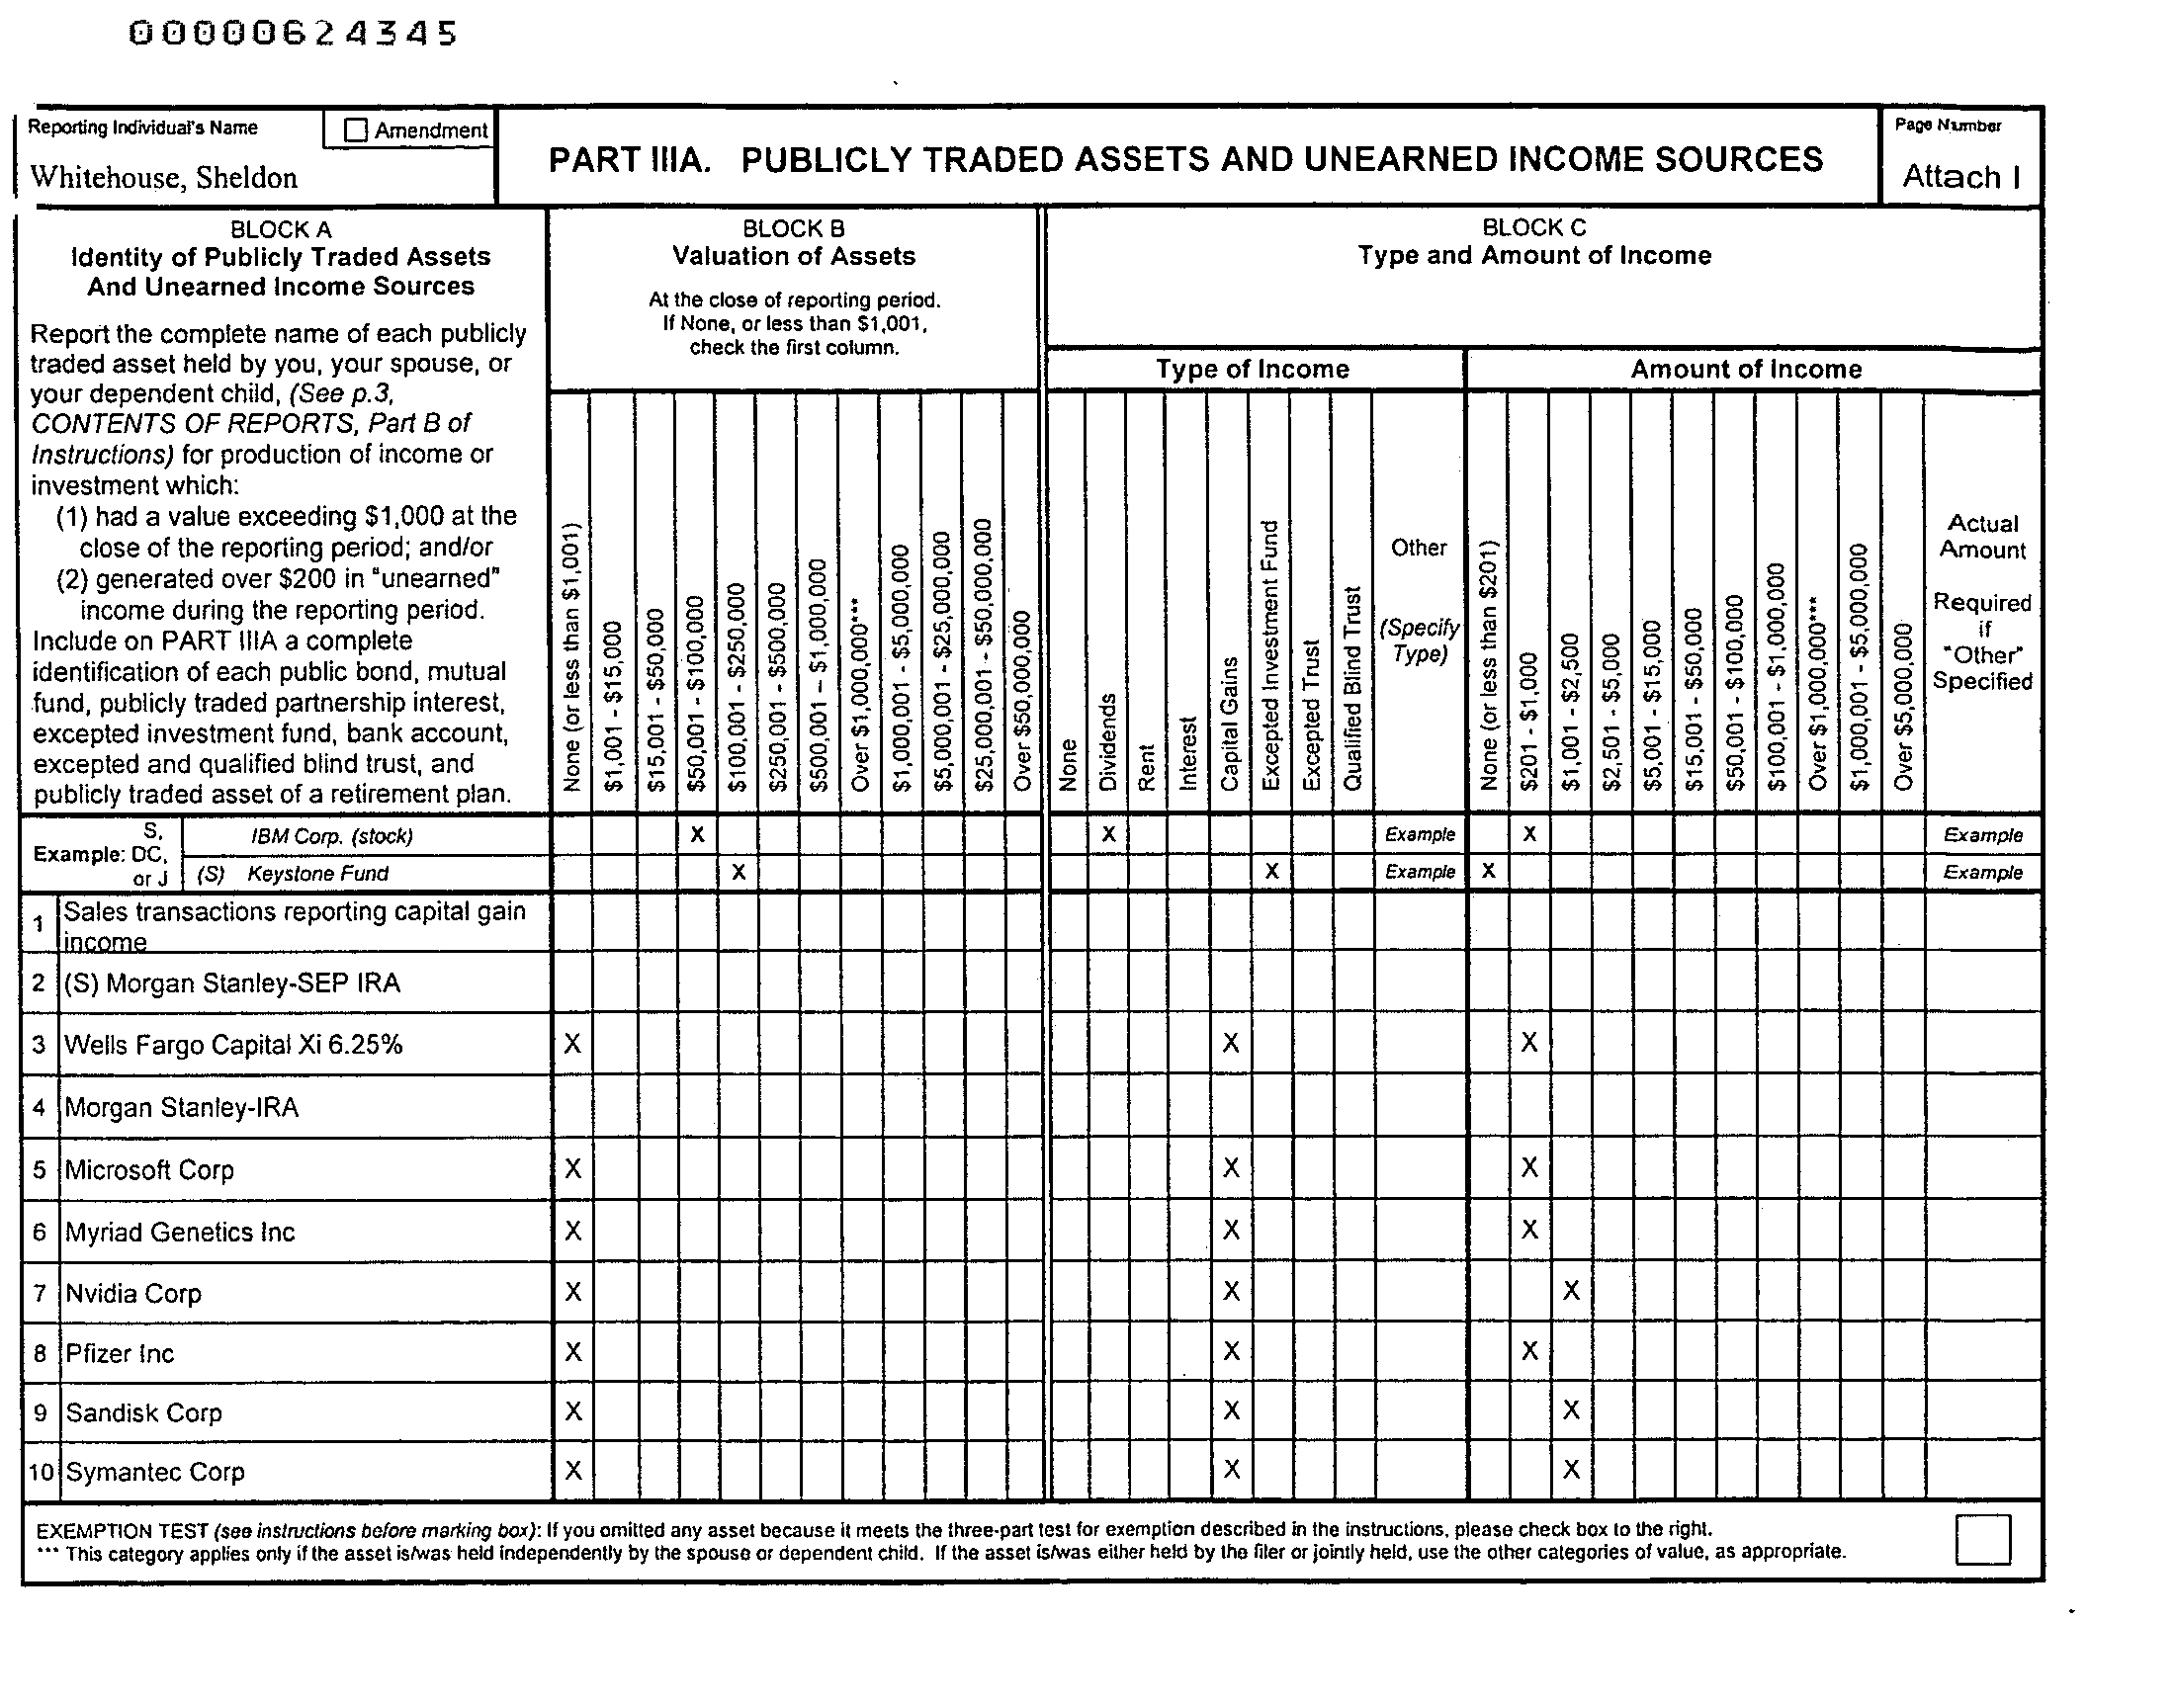 00000624345
Reporting Individual's Name
Amendment
Whitehouse, Sheldon
PART IIIA. PUBLICLY TRADED ASSETS AND UNEARNED INCOME SOURCES
Page Number
Attach I
BLOCK A
Identity of Publicly Traded Assets
And Unearned Income Sources
Report the complete name of each publicly
traded asset held by you, your spouse, or
your dependent child, (See p.3,
CONTENTS OF REPORTS, Part B of
Instructions) for production of income or
investment which:
(1) had a value exceeding $1,000 at the
close of the reporting period; and/or
(2) generated over $200 in "unearned"
income during the reporting period.
Include on PART IIIA a complete
identification of each public bond, mutual
fund, publicly traded partnership interest,
excepted investment fund, bank account,
excepted and qualified blind trust, and
publicly traded asset of a retirement plan.
BLOCK B
Valuation of Assets
At the close of reporting period.
If None, or less than $1,001,
check the first column.
None (or less than $1,001)
$1,001 - $15,000
$15,001 - $50,000
$50,001 - $100,000
$100,001 - $250,000
$250,001 - $500,000
$500,001 – $1,000,000
Over $1,000,000***
$1,000,001 - $5,000,000
$5,000,001 - $25,000,000
$25,000,001 - $50,000,000
Over $50,000,000
BLOCK C
Type and Amount of Income
Type of Income
None
Dividends
Rent
Interest
Capital Gains
Excepted Investment Fund
Excepted Trust
Qualified Blind Trust
Other
(Specify
Type)
Amount of Income
None (or less than $201)
$201 - $1,000
$1,001 - $2,500
$2,501 - $5,000
$5,001 - $15,000
$15,001 - $50,000
$50,001 - $100,000
$100,001 - $1,000,000
Over $1,000,000***
$1,000,001 - $5,000,000
Over $5,000,000
Actual
Amount
Required
if
"Other"
Specified
Example: S, DC, or J
IBM Corp. (stock) X X Example X Example
(S) Keystone Fund X X Example X Example
1 Sales transactions reporting capital gain
income
2 (S) Morgan Stanley-SEP IRA
3 Wells Fargo Capital Xi 6.25% X X X
4 Morgan Stanley-IRA
5 Microsoft Corp X X X
6 Myriad Genetics Inc X X X
7 Nvidia Corp X X X
8 Pfizer Inc X X X
9 Sandisk Corp X X X
10 Symantec Corp X X X
EXEMPTION TEST (see instructions before marking box): If you omitted any asset because it meets the three-part test for exemption described in the instructions, please check box to the right.
*** This category applies only if the asset is/was held independently by the spouse or dependent child. If the asset is/was either held by the filer or jointly held, use the other categories of value, as appropriate.